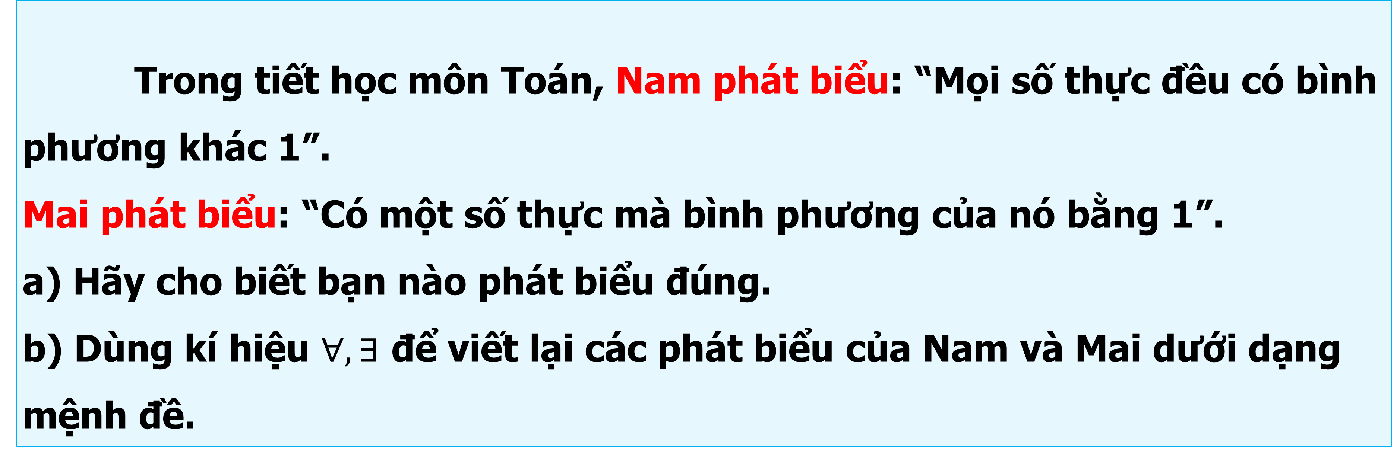 Trong tiết học môn Toán, Nam phát biểu: “Mọi số thực đều có bình
phương khác 1”.
Mai phát biểu: “Có một số thực mà bình phương của nó bằng 1”.
a) Hãy cho biết bạn nào phát biểu đúng.
b) Dùng kí hiệu ∀, ∃ để viết lại các phát biểu của Nam và Mai dưới dạng
mệnh đề.